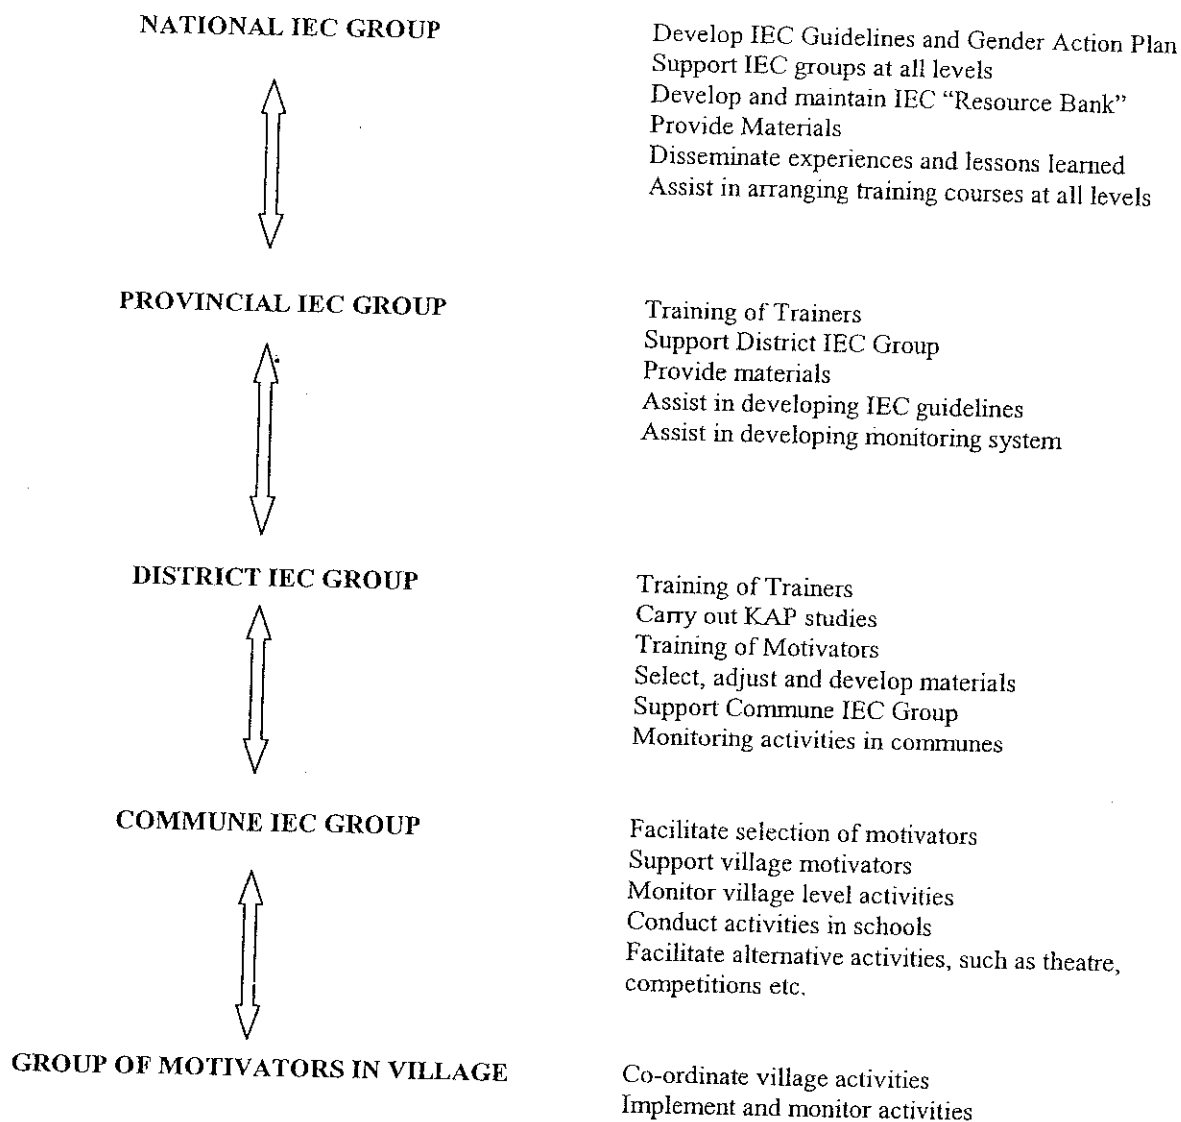 NATIONAL IEC GROUP
Develop IEC Guidelines and Gender Action Plan
Support IEC groups at all levels
Develop and maintain IEC “Resource Bank”
Provide Materials
Disseminate experiences and lessons learned
Assist in arranging training courses at all levels
PROVINCIAL IEC GROUP
Training of Trainers
Support District IEC Group
Provide materials
Assist in developing IEC guidelines
Assist in developing monitoring system
DISTRICT IEC GROUP
Training of Trainers
Carry out KAP studies
Training of Motivators
Select, adjust and develop materials
Support Commune IEC Group
Monitoring activities in communes
COMMUNE IEC GROUP
Facilitate selection of motivators
Support village motivators
Monitor village level activities
Conduct activities in schools
Facilitate alternative activities, such as theatre,
competitions etc.
GROUP OF MOTIVATORS IN VILLAGE
Co-ordinate village activities
Implement and monitor activities